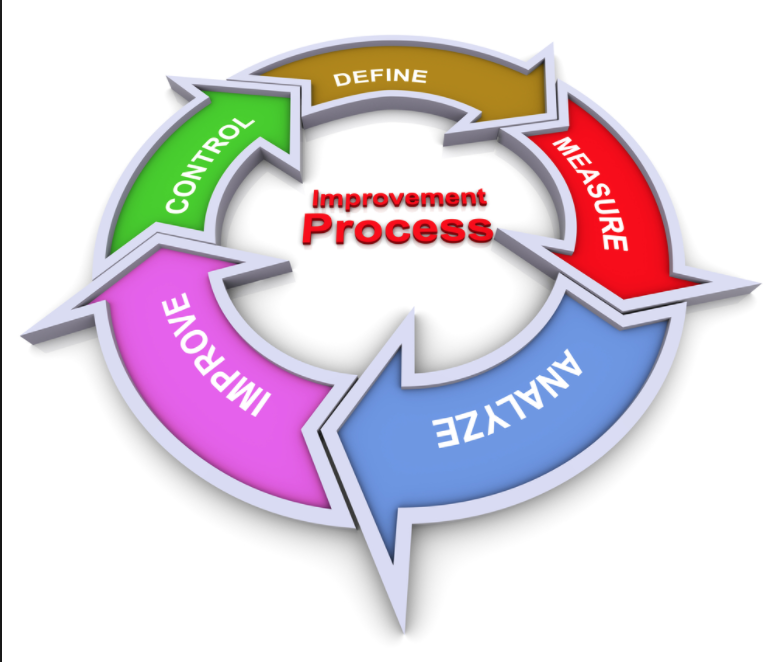 DEFINE
MEASURE
ANALYZE
IMPROVE
CONTROL
Improvement
Process